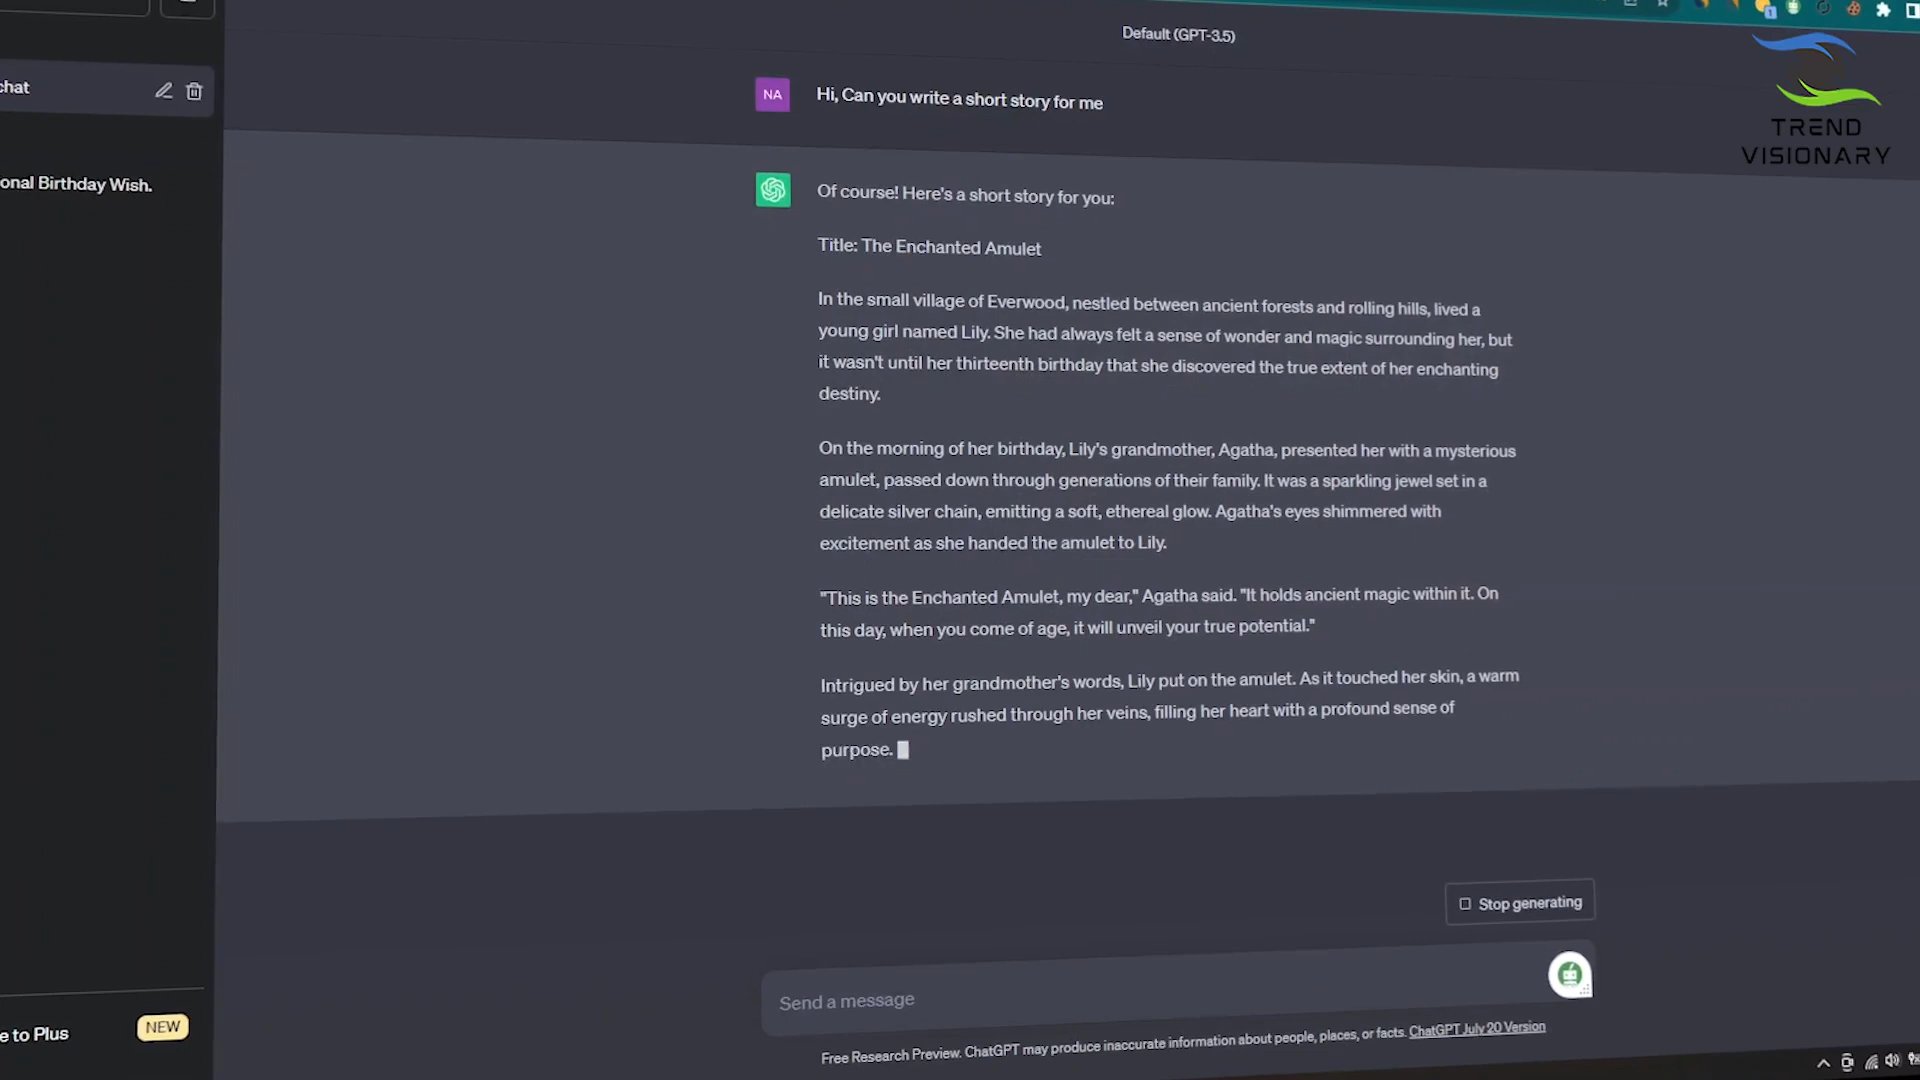 Default (GPT-3.5)
TREND
VISIONARY
chat
onal Birthday Wish.
NA
Hi, Can you write a short story for me
Of course! Here's a short story for you:
Title: The Enchanted Amulet
In the small village of Everwood, nestled between ancient forests and rolling hills, lived a
young girl named Lily. She had always felt a sense of wonder and magic surrounding her, but
it wasn't until her thirteenth birthday that she discovered the true extent of her enchanting
destiny.
On the morning of her birthday, Lily's grandmother, Agatha, presented her with a mysterious
amulet, passed down through generations of their family. It was a sparkling jewel set in a
delicate silver chain, emitting a soft, ethereal glow. Agatha's eyes shimmered with
excitement as she handed the amulet to Lily.
"This is the Enchanted Amulet, my dear," Agatha said. "It holds ancient magic within it. On
this day, when you come of age, it will unveil your true potential."
Intrigued by her grandmother's words, Lily put on the amulet. As it touched her skin, a warm
surge of energy rushed through her veins, filling her heart with a profound sense of
purpose.
Stop generating
Send a message
e to Plus
NEW
Free Research Preview. ChatGPT may produce inaccurate information about people, places, or facts. ChatGPT July 20 Version